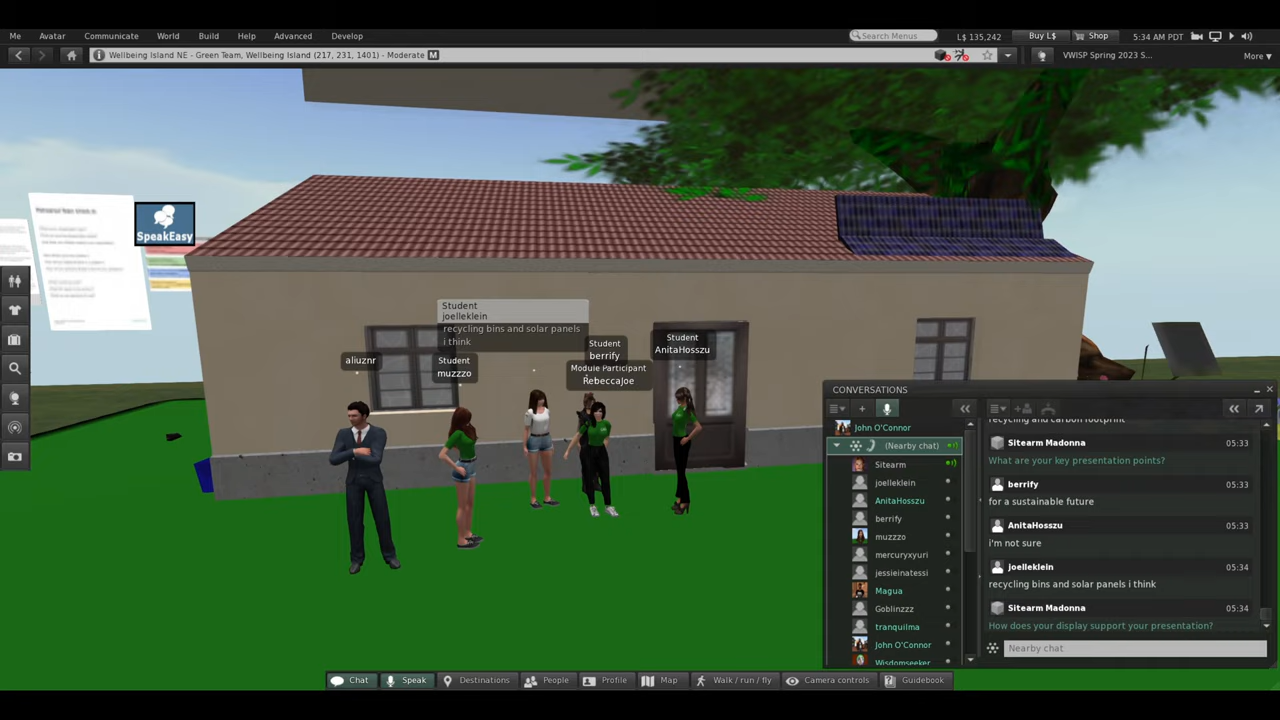 Me Avatar Communicate World Build Help Advanced Develop Search Menus L$ 135,242 Buy L$ Shop 5:34 AM PDT
Wellbeing Island NE - Green Team, Wellbeing Island (217, 231, 1401) - Moderate M VWISP Spring 2023 S... More
SpeakEasy
Student
joelleklein
recycling bins and solar panels
i think
aliuznr
Student
muzzzo
Student
berrify
Module Participant
RebeccaJoe
Student
AnitaHosszu
CONVERSATIONS
John O'Connor
(Nearby chat)
Sitearm
joelleklein
AnitaHosszu
berrify
muzzzo
mercuryxyuri
jessieinatessi
Magua
Goblinzzz
tranquilma
John O'Connor
Wisdomseeker
recycling and carbon footprint
Sitearm Madonna 05:33
What are your key presentation points?
berrify 05:33
for a sustainable future
AnitaHosszu 05:33
i'm not sure
joelleklein 05:34
recycling bins and solar panels i think
Sitearm Madonna 05:34
How does your display support your presentation?
Nearby chat
Chat Speak Destinations People Profile Map Walk / run / fly Camera controls Guidebook